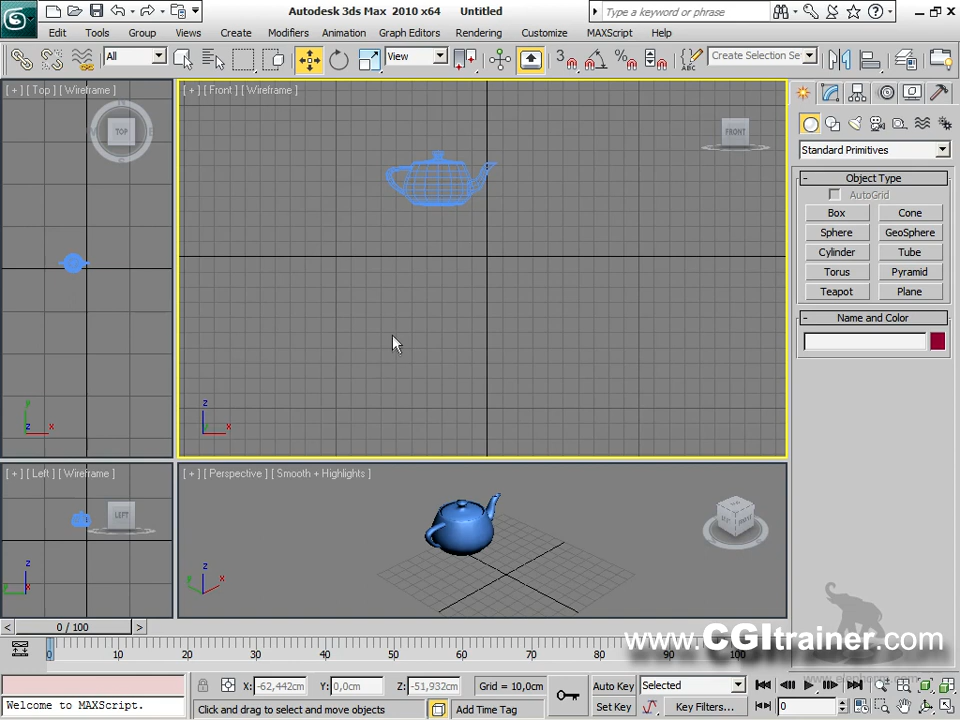 Autodesk 3ds Max 2010 x64 Untitled
Type a keyword or phrase
Edit Tools Group Views Create Modifiers Animation Graph Editors Rendering Customize MAXScript Help
All View 3 % ABC Create Selection Se
[ + ] [ Top ] [ Wireframe ]
TOP
[ + ] [ Front ] [ Wireframe ]
FRONT
Standard Primitives
- Object Type
AutoGrid
Box Cone
Sphere GeoSphere
Cylinder Tube
Torus Pyramid
Teapot Plane
- Name and Color
y
z x
z
x
[ + ] [ Left ] [ Wireframe ]
LEFT
z
y
[ + ] [ Perspective ] [ Smooth + Highlights ]
z
x
< 0 / 100 >
0 10 20 30 40 50 60 70 80 90 100
www.CGItrainer.com
X: -62,442cm Y: 0,0cm Z: -51,932cm Grid = 10,0cm Auto Key Selected
Welcome to MAXScript. Click and drag to select and move objects Add Time Tag Set Key Key Filters... 0